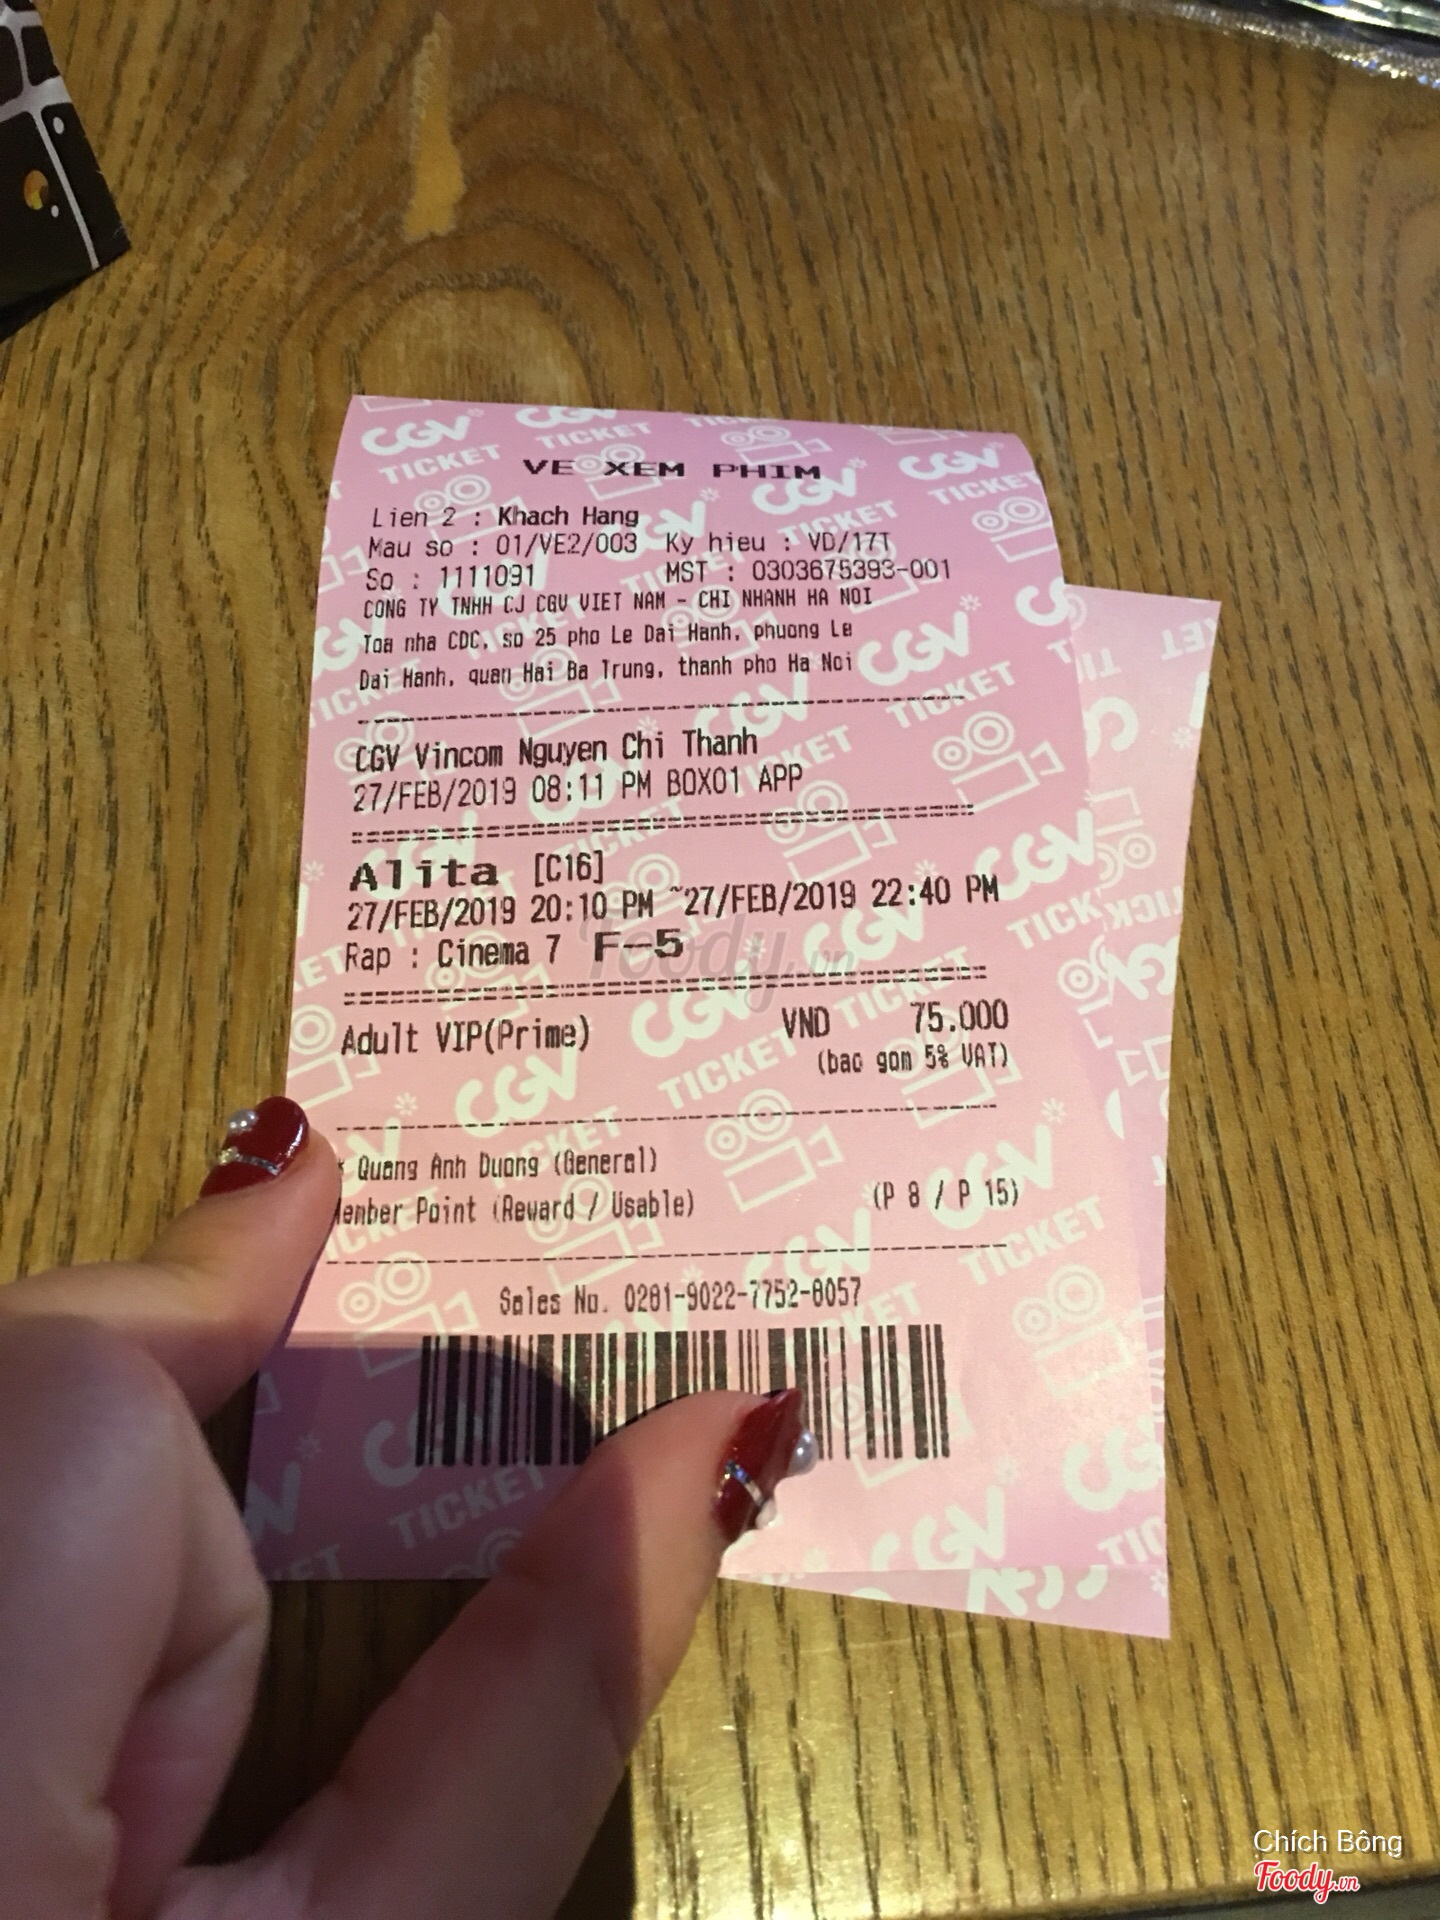 VE XEM PHIM
Lien 2 : Khach Hang
Mau so : 01/VE2/003 Ky hieu : VD/17T
So : 1111091 MST : 0303675393-001
CONG TY TNHH CJ CGV VIET NAM - CHI NHANH HA NOI
Toa nha CDC, so 25 pho Le Dai Hanh, phuong Le
Dai Hanh, quan Hai Ba Trung, thanh pho Ha Noi
CGV Vincom Nguyen Chi Thanh
27/FEB/2019 08:11 PM BOX01 APP
Alita [C16]
27/FEB/2019 20:10 PM ~27/FEB/2019 22:40 PM
Rap : Cinema 7 F-5
Adult VIP(Prime) VND 75.000
(bao gom 5% VAT)
* Quang Anh Duong (General)
Member Point (Reward / Usable) (P 8 / P 15)
Sales No. 0281-9022-7752-8057
CGV TICKET
Foody.vn
Chích Bông
Foody.vn